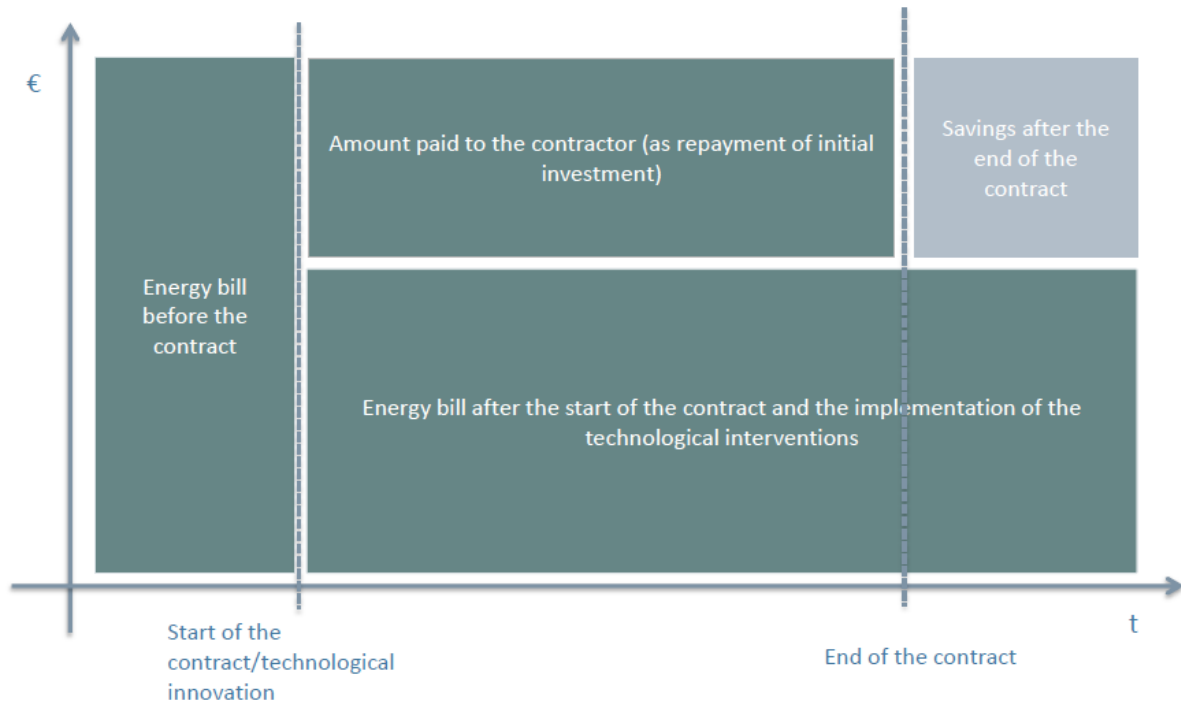 €
Energy bill
before the
contract
Amount paid to the contractor (as repayment of initial
investment)
Savings after the
end of the
contract
Energy bill after the start of the contract and the implementation of the
technological interventions
t
Start of the
contract/technological
innovation
End of the contract